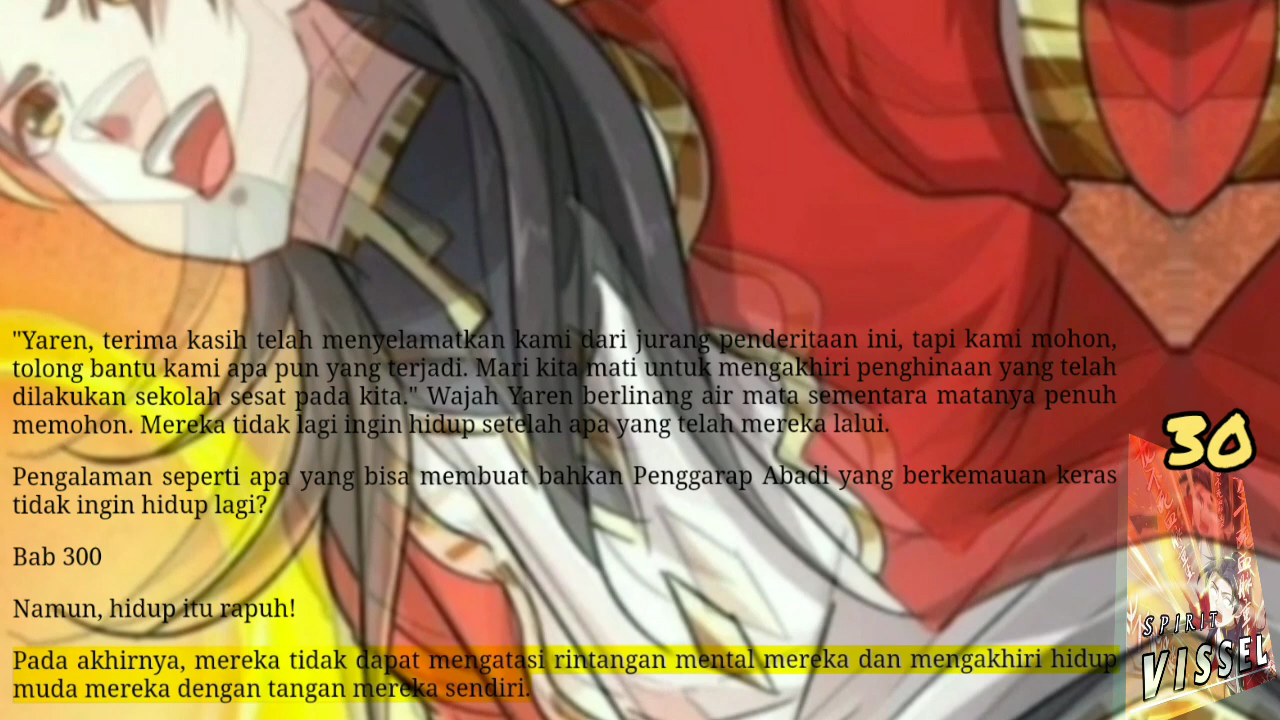 "Yaren, terima kasih telah menyelamatkan kami dari jurang penderitaan ini, tapi kami mohon,
tolong bantu kami apa pun yang terjadi. Mari kita mati untuk mengakhiri penghinaan yang telah
dilakukan sekolah sesat pada kita." Wajah Yaren berlinang air mata sementara matanya penuh
memohon. Mereka tidak lagi ingin hidup setelah apa yang telah mereka lalui.
Pengalaman seperti apa yang bisa membuat bahkan Penggarap Abadi yang berkemauan keras
tidak ingin hidup lagi?
Bab 300
Namun, hidup itu rapuh!
Pada akhirnya, mereka tidak dapat mengatasi rintangan mental mereka dan mengakhiri hidup
muda mereka dengan tangan mereka sendiri.
30
SPIRIT
VISSEL